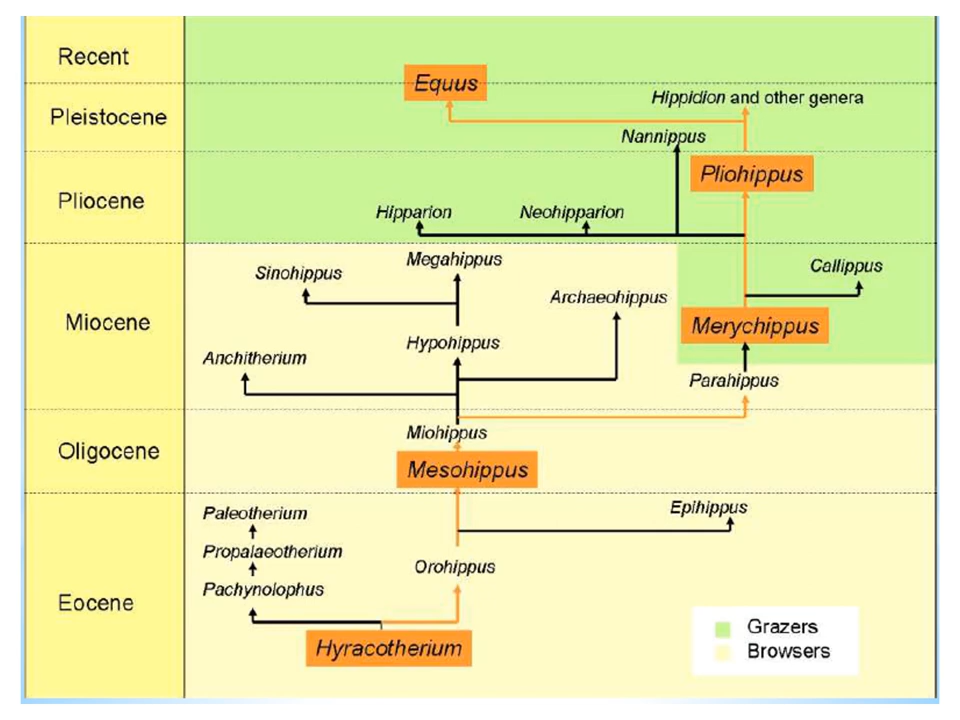 Recent
Equus
Pleistocene
Hippidion and other genera
Nannippus
Pliohippus
Pliocene
Hipparion
Neohipparion
Megahippus
Sinohippus
Callippus
Archaeohippus
Miocene
Merychippus
Hypohippus
Anchitherium
Parahippus
Miohippus
Oligocene
Mesohippus
Epihippus
Paleotherium
Propalaeotherium
Orohippus
Pachynolophus
Eocene
Hyracotherium
Grazers
Browsers